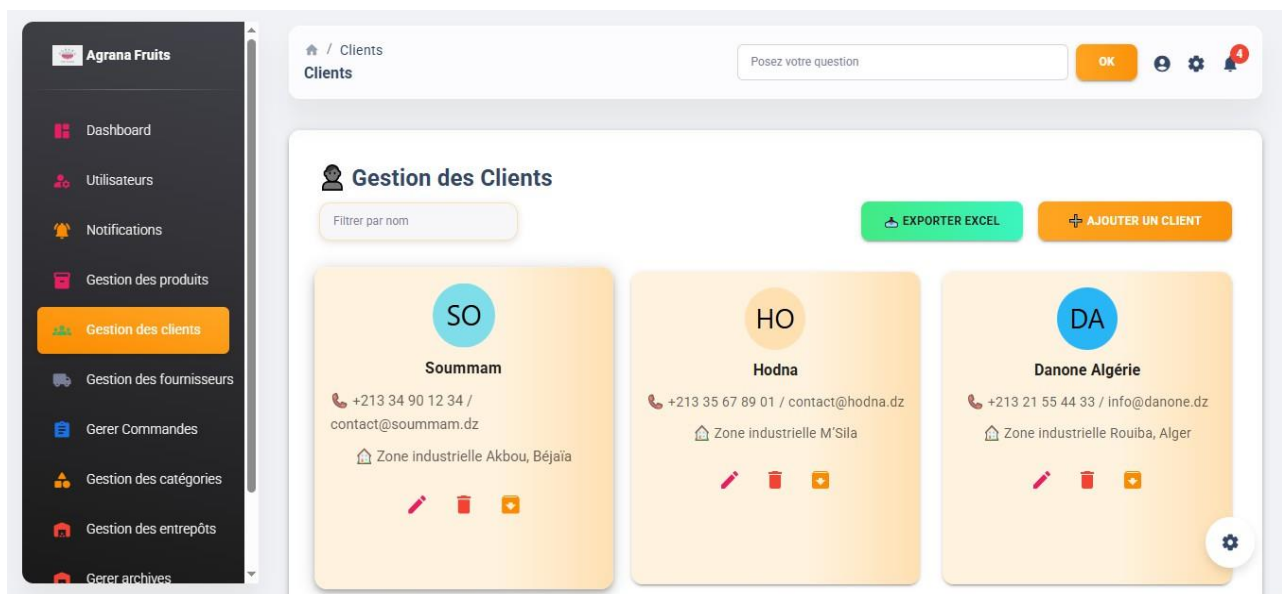 Agrana Fruits
Dashboard
Utilisateurs
Notifications
Gestion des produits
Gestion des clients
Gestion des fournisseurs
Gerer Commandes
Gestion des catégories
Gestion des entrepôts
Gerer archives
/ Clients
Clients
Posez votre question
OK
4
Gestion des Clients
Filtrer par nom
EXPORTER EXCEL
AJOUTER UN CLIENT
SO
Soummam
+213 34 90 12 34 /
contact@soummam.dz
Zone industrielle Akbou, Béjaïa
HO
Hodna
+213 35 67 89 01 / contact@hodna.dz
Zone industrielle M'Sila
DA
Danone Algérie
+213 21 55 44 33 / info@danone.dz
Zone industrielle Rouiba, Alger